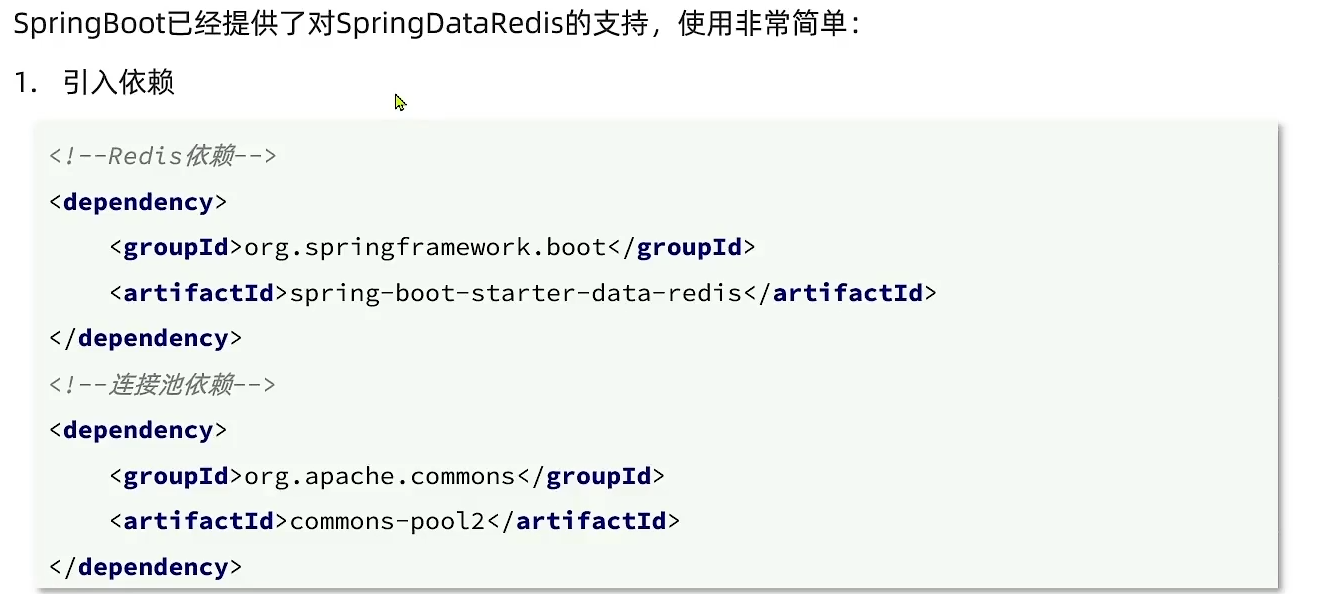 SpringBoot已经提供了对SpringDataRedis的支持，使用非常简单：
1. 引入依赖
<!--Redis依赖-->
<dependency>
    <groupId>org.springframework.boot</groupId>
    <artifactId>spring-boot-starter-data-redis</artifactId>
</dependency>
<!--连接池依赖-->
<dependency>
    <groupId>org.apache.commons</groupId>
    <artifactId>commons-pool2</artifactId>
</dependency>